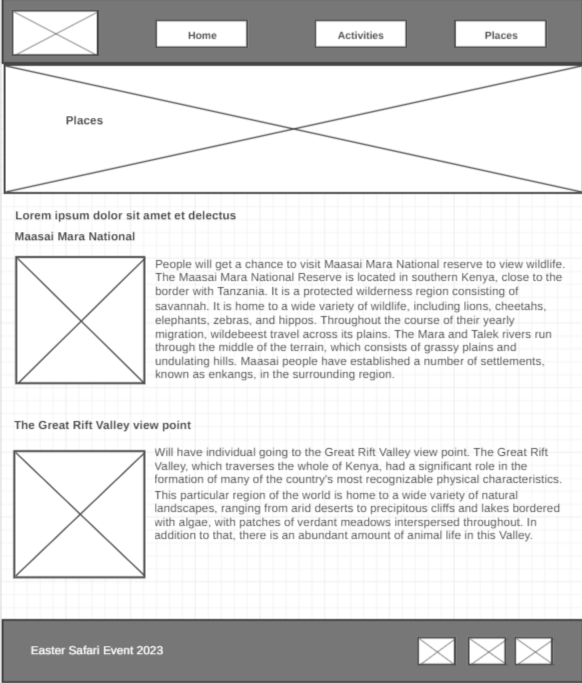 Home Activities Places
Places
Lorem ipsum dolor sit amet et delectus
Maasai Mara National
People will get a chance to visit Maasai Mara National reserve to view wildlife.
The Maasai Mara National Reserve is located in southern Kenya, close to the
border with Tanzania. It is a protected wilderness region consisting of
savannah. It is home to a wide variety of wildlife, including lions, cheetahs,
elephants, zebras, and hippos. Throughout the course of their yearly
migration, wildebeest travel across its plains. The Mara and Talek rivers run
through the middle of the terrain, which consists of grassy plains and
undulating hills. Maasai people have established a number of settlements,
known as enkangs, in the surrounding region.
The Great Rift Valley view point
Will have individual going to the Great Rift Valley view point. The Great Rift
Valley, which traverses the whole of Kenya, had a significant role in the
formation of many of the country's most recognizable physical characteristics.
This particular region of the world is home to a wide variety of natural
landscapes, ranging from arid deserts to precipitous cliffs and lakes bordered
with algae, with patches of verdant meadows interspersed throughout. In
addition to that, there is an abundant amount of animal life in this Valley.
Easter Safari Event 2023